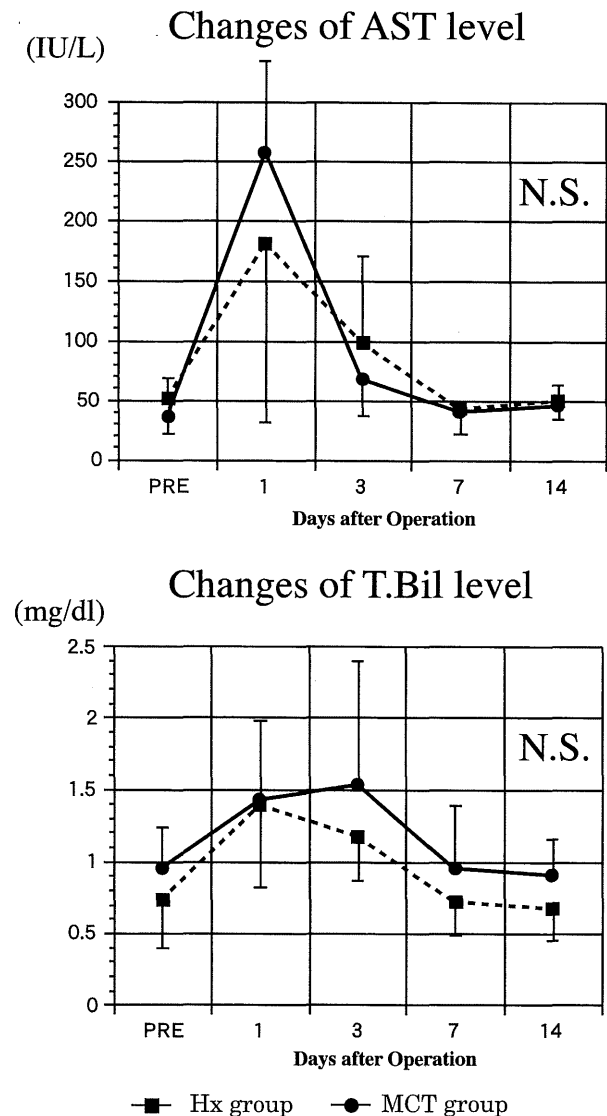 Changes of AST level
(IU/L)
300
250
200
150
100
50
0
N.S.
PRE 1 3 7 14
Days after Operation
Changes of T.Bil level
(mg/dl)
2.5
2
1.5
1
0.5
0
N.S.
PRE 1 3 7 14
Days after Operation
Hx group MCT group